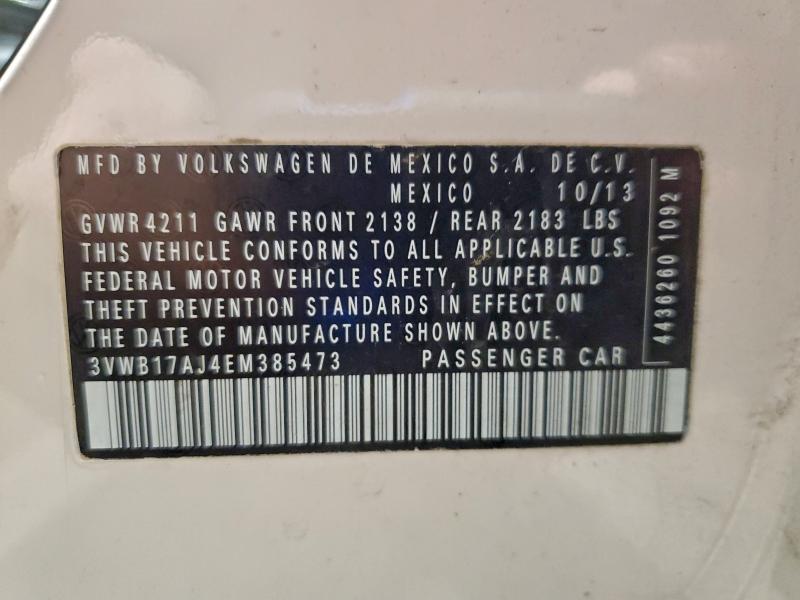 MFD BY VOLKSWAGEN DE MEXICO S.A. DE C.V.
MEXICO 10/13
GVWR 4211 GAWR FRONT 2138 / REAR 2183 LBS
THIS VEHICLE CONFORMS TO ALL APPLICABLE U.S.
FEDERAL MOTOR VEHICLE SAFETY, BUMPER AND
THEFT PREVENTION STANDARDS IN EFFECT ON
THE DATE OF MANUFACTURE SHOWN ABOVE.
3VWB17AJ4EM385473 PASSENGER CAR
4436260 1092 M